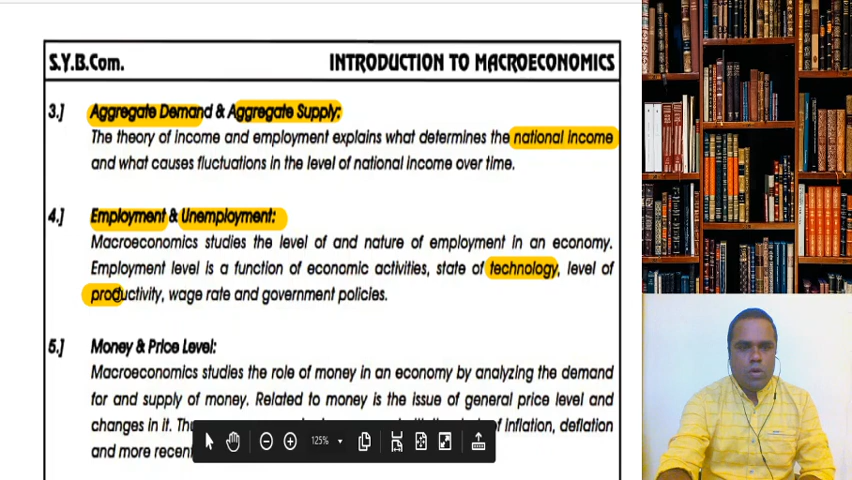 S.Y.B.Com. INTRODUCTION TO MACROECONOMICS
3.] Aggregate Demand & Aggregate Supply:
The theory of income and employment explains what determines the national income
and what causes fluctuations in the level of national income over time.
4.] Employment & Unemployment:
Macroeconomics studies the level of and nature of employment in an economy.
Employment level is a function of economic activities, state of technology, level of
productivity, wage rate and government policies.
5.] Money & Price Level:
Macroeconomics studies the role of money in an economy by analyzing the demand
for and supply of money. Related to money is the issue of general price level and
changes in it. of inflation, deflation
and more
125%